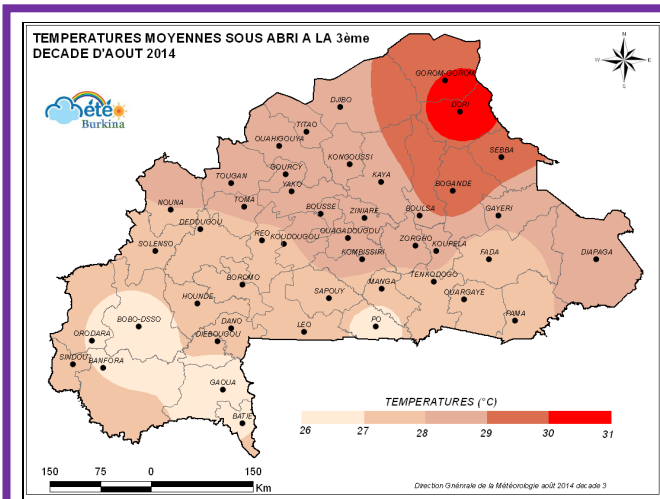 TEMPERATURES MOYENNES SOUS ABRI A LA 3ème
DECADE D'AOUT 2014
N
W E
S
Météo
Burkina
GOROM-GOROM
DJIBO
DORI
TITAO
OUAHIGOUYA
SEBBA
KONGOUSSI
GOURCY
KAYA
TOUGAN
YAKO
BOGANDE
NOUNA
TOMA
BOUSSE
ZINIARE
BOULSA
GAYERI
DEDOUGOU
REO
KOUDOUGOU
OUAGADOUGOU
SOLENSO
ZORGHO
KOUPELA
KOMBISSIRI
FADA
DIAPAGA
BOROMO
TENKODOGO
MANGA
SAPOUY
OUARGAYE
HOUNDE
BOBO-DSSO
PO
PAMA
DANO
LEO
ORODARA
DIEBOUGOU
SINDOU
BANFORA
GAOUA
BATIE
TEMPERATURES (°C)
26 27 28 29 30 31
150 75 0 150
Km
Direction Gnénrale de la Météorologie août 2014 decade 3